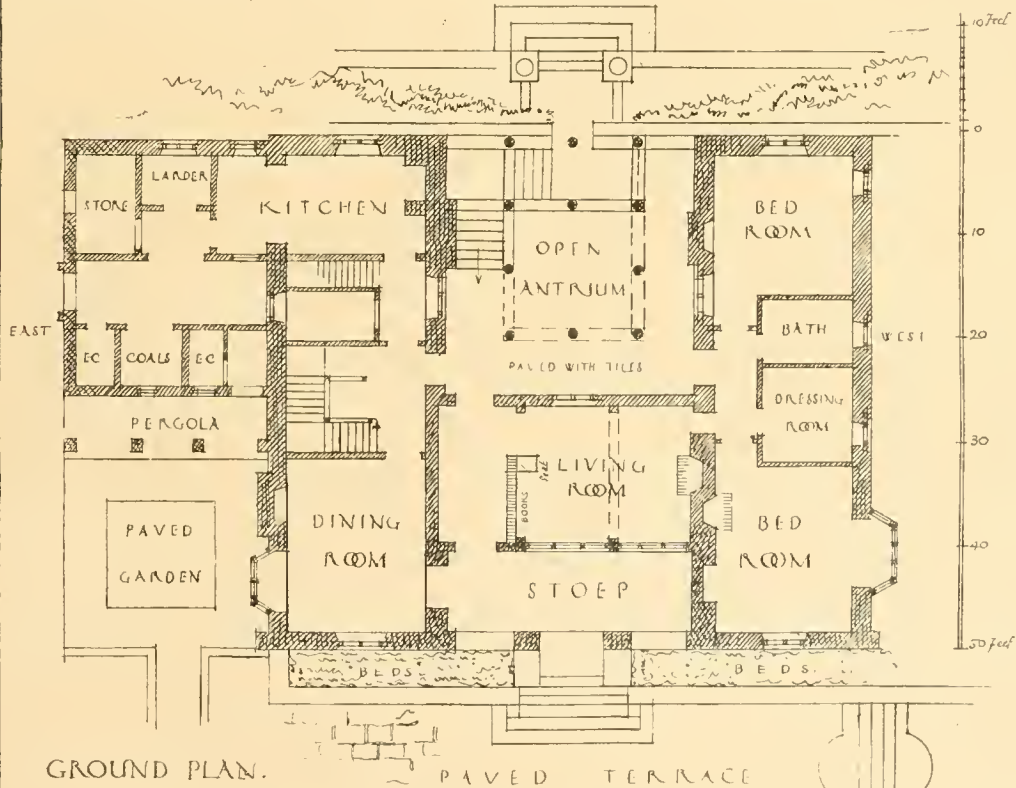 10 Feet
0
LARDER
STORE
KITCHEN
BED
ROOM
10
OPEN
ANTRIUM
EAST
20
WEST
BATH
EC
COALS
EC
PAVED WITH TILES
DRESSING
ROOM
PERGOLA
30
LIVING
ROOM
Seat
BOOKS
PAVED
GARDEN
DINING
ROOM
BED
ROOM
40
STOEP
50 feet
BEDS.
BEDS.
GROUND PLAN.
PAVED TERRACE